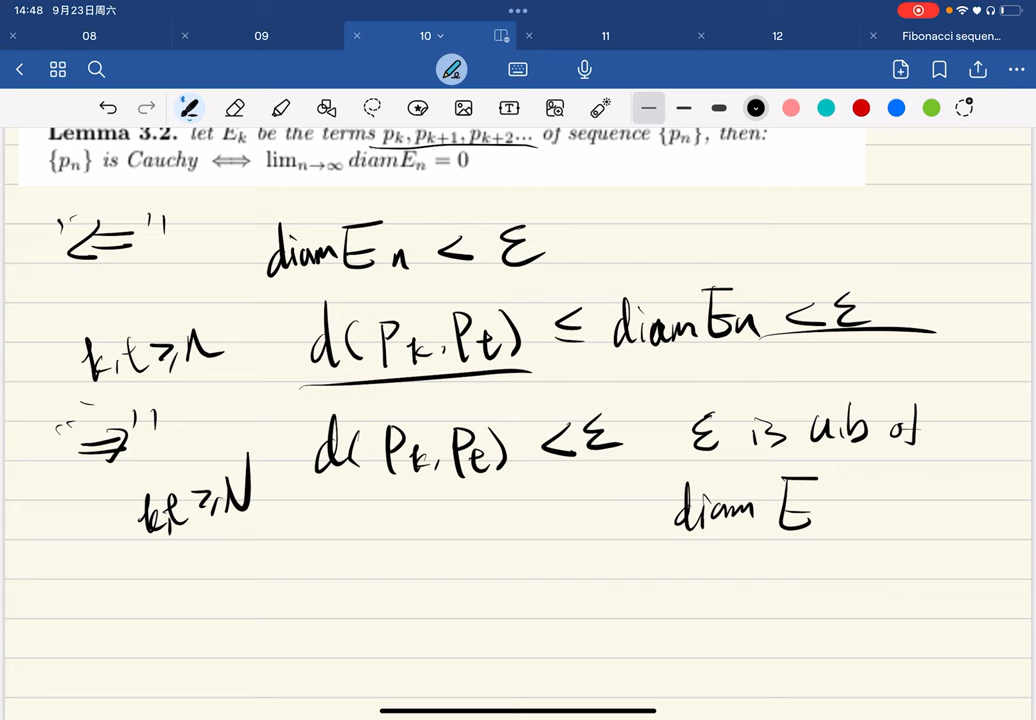 14:48 9月23日周六
08 09 10 11 12 Fibonacci sequen...
Lemma 3.2. let E_k be the terms p_k, p_{k+1}, p_{k+2}... of sequence {p_n}, then:
{p_n} is Cauchy ⟺ lim_{n→∞} diamE_n = 0
"⇐" diam E_n < ε
k,t ≥ N d(P_k, P_t) ≤ diam E_n < ε
"⇒" d(P_k, P_t) < ε ε is u.b of
k,t ≥ N diam E